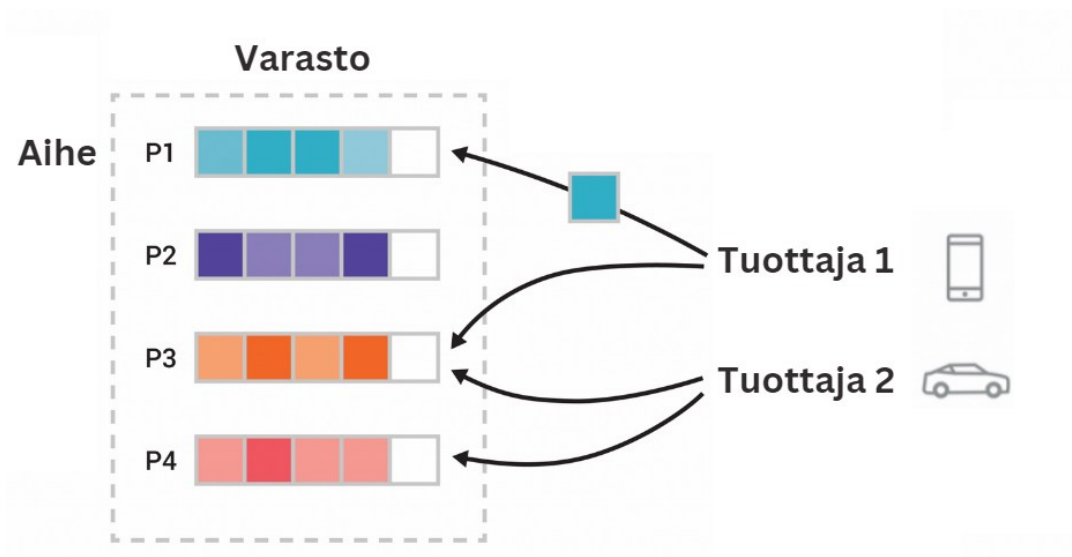 Varasto
Aihe
P1
P2
P3
P4
Tuottaja 1
Tuottaja 2